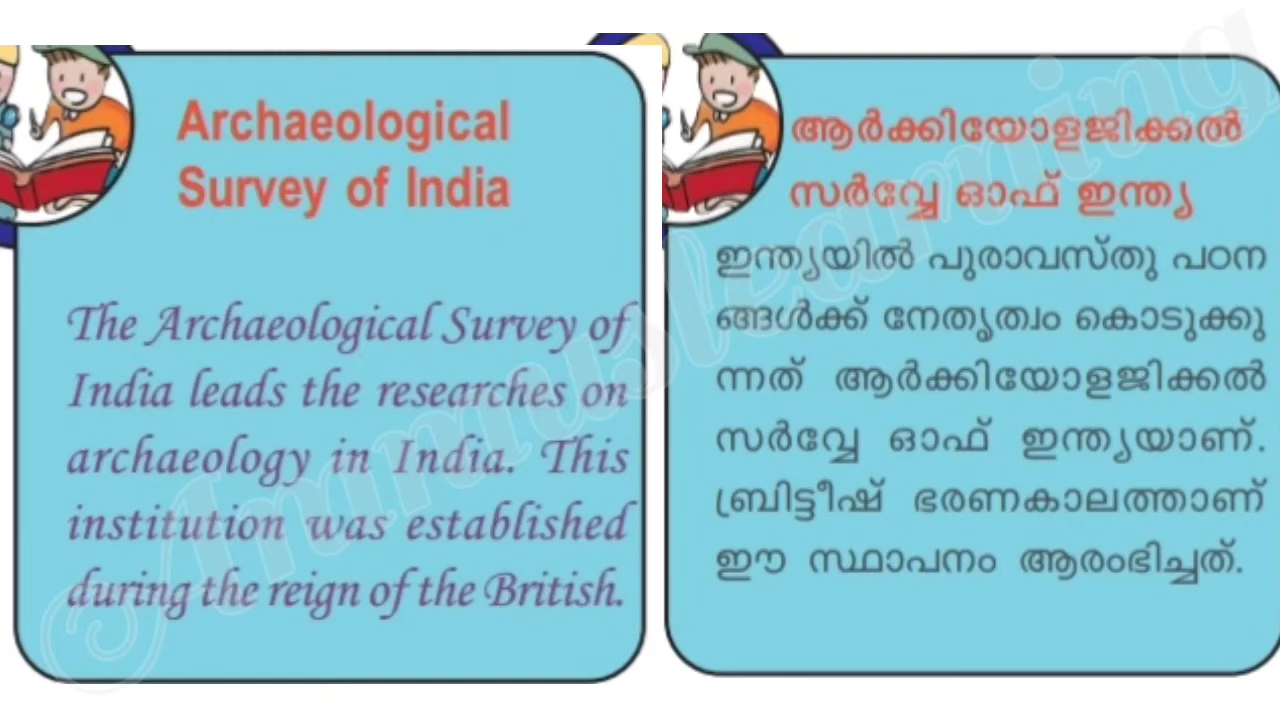 Archaeological
Survey of India
The Archaeological Survey of
India leads the researches on
archaeology in India. This
institution was established
during the reign of the British.
ആർക്കിയോളജിക്കൽ
സർവ്വേ ഓഫ് ഇന്ത്യ
ഇന്ത്യയിൽ പുരാവസ്തു പഠന
ങ്ങൾക്ക് നേതൃത്വം കൊടുക്കു
ന്നത് ആർക്കിയോളജിക്കൽ
സർവ്വേ ഓഫ് ഇന്ത്യയാണ്.
ബ്രിട്ടീഷ് ഭരണകാലത്താണ്
ഈ സ്ഥാപനം ആരംഭിച്ചത്.